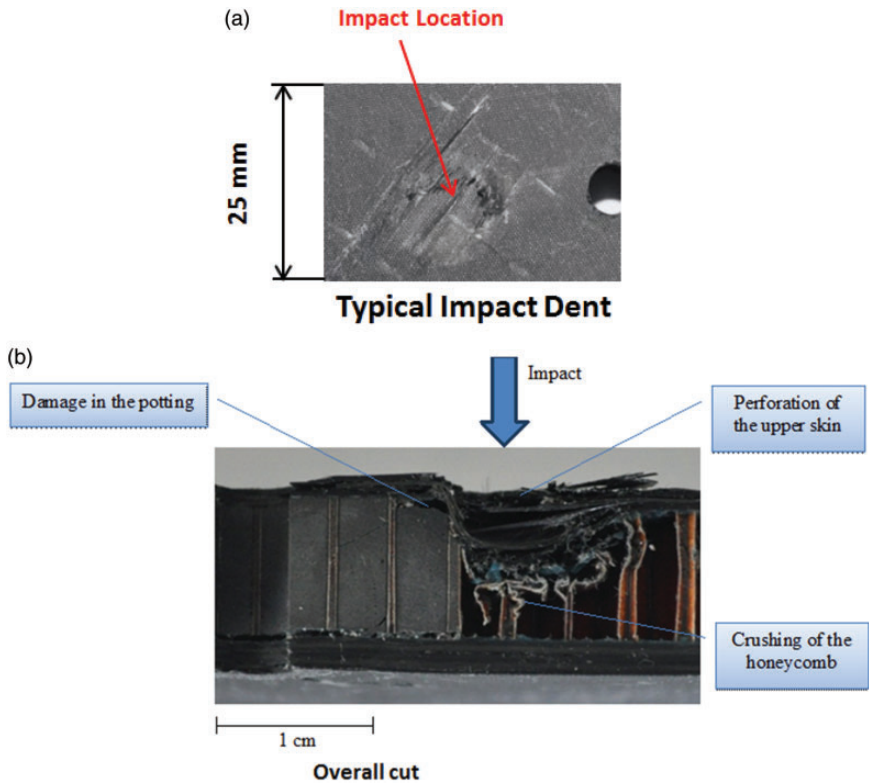 (a)
Impact Location
25 mm
Typical Impact Dent
(b)
Damage in the potting
Impact
Perforation of
the upper skin
Crushing of the
honeycomb
1 cm
Overall cut